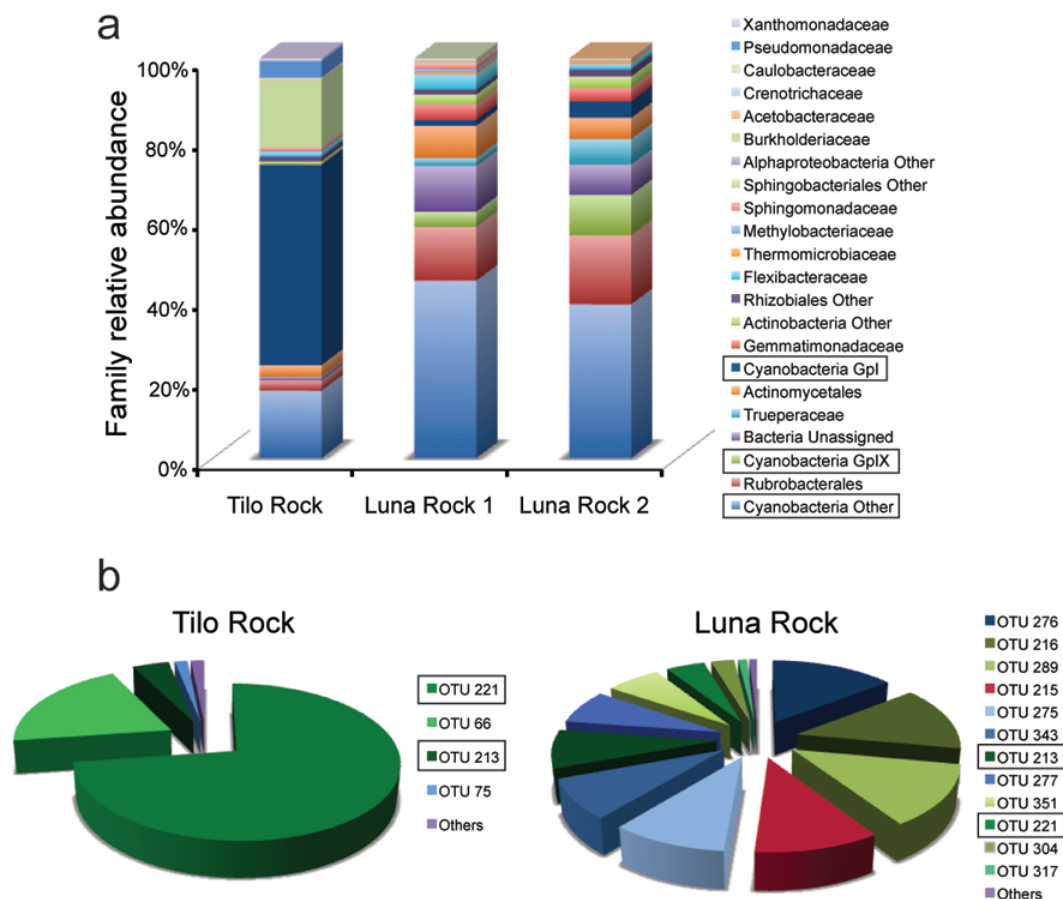 a
Family relative abundance
100%
80%
60%
40%
20%
0%
Tilo Rock
Luna Rock 1
Luna Rock 2
Xanthomonadaceae
Pseudomonadaceae
Caulobacteraceae
Crenotrichaceae
Acetobacteraceae
Burkholderiaceae
Alphaproteobacteria Other
Sphingobacteriales Other
Sphingomonadaceae
Methylobacteriaceae
Thermomicrobiaceae
Flexibacteraceae
Rhizobiales Other
Actinobacteria Other
Gemmatimonadaceae
Cyanobacteria GpI
Actinomycetales
Trueperaceae
Bacteria Unassigned
Cyanobacteria GpIX
Rubrobacterales
Cyanobacteria Other
b
Tilo Rock
OTU 221
OTU 66
OTU 213
OTU 75
Others
Luna Rock
OTU 276
OTU 216
OTU 289
OTU 215
OTU 275
OTU 343
OTU 213
OTU 277
OTU 351
OTU 221
OTU 304
OTU 317
Others